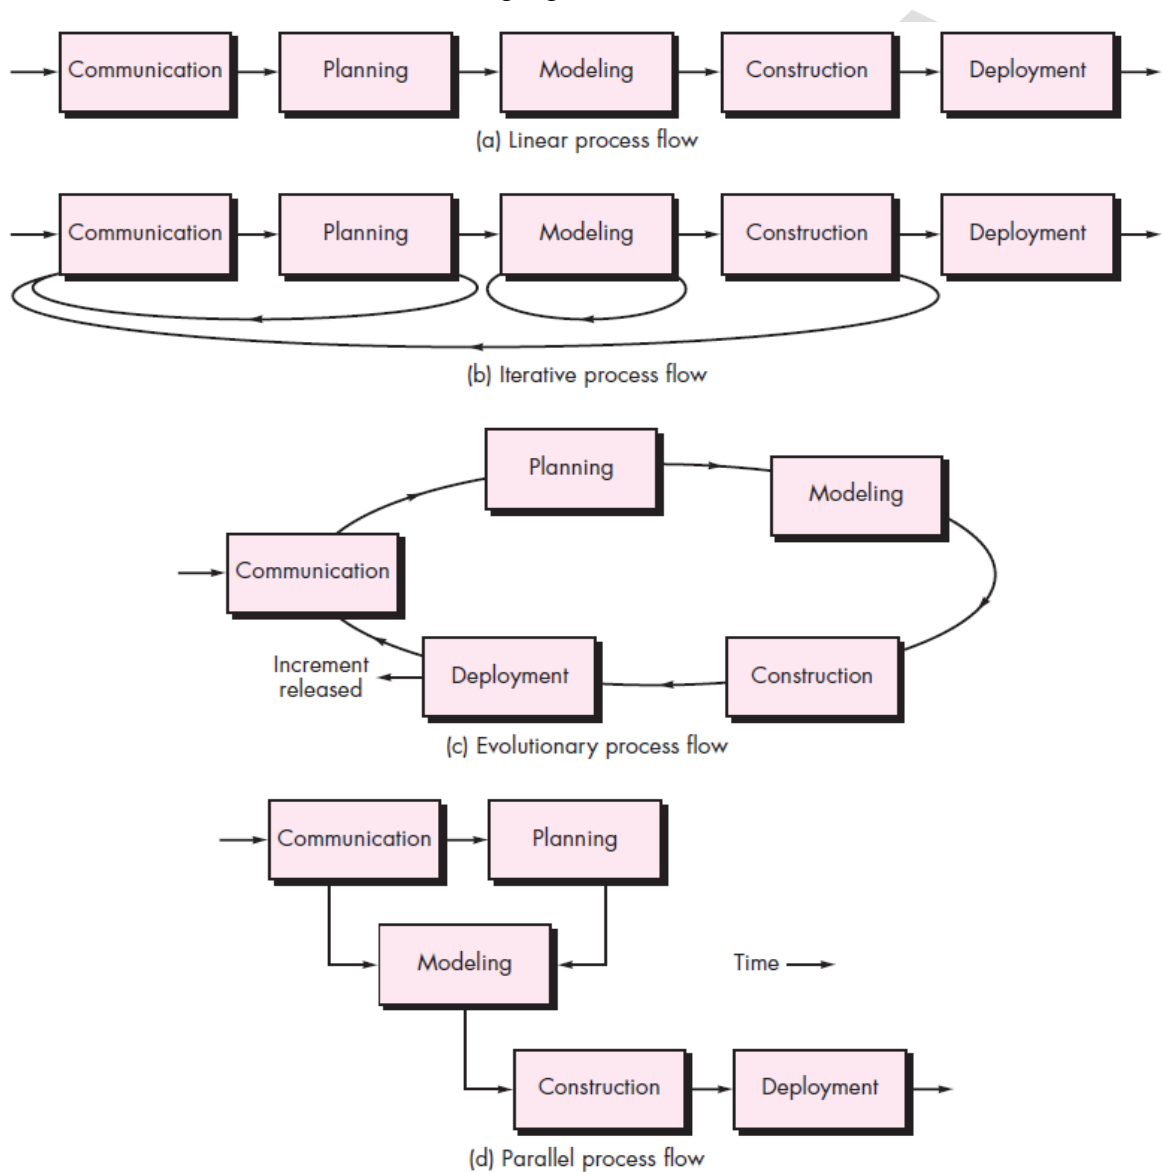 Communication Planning Modeling Construction Deployment
(a) Linear process flow
Communication Planning Modeling Construction Deployment
(b) Iterative process flow
Planning
Modeling
Communication
Increment
released
Deployment
Construction
(c) Evolutionary process flow
Communication Planning
Modeling
Time
Construction Deployment
(d) Parallel process flow